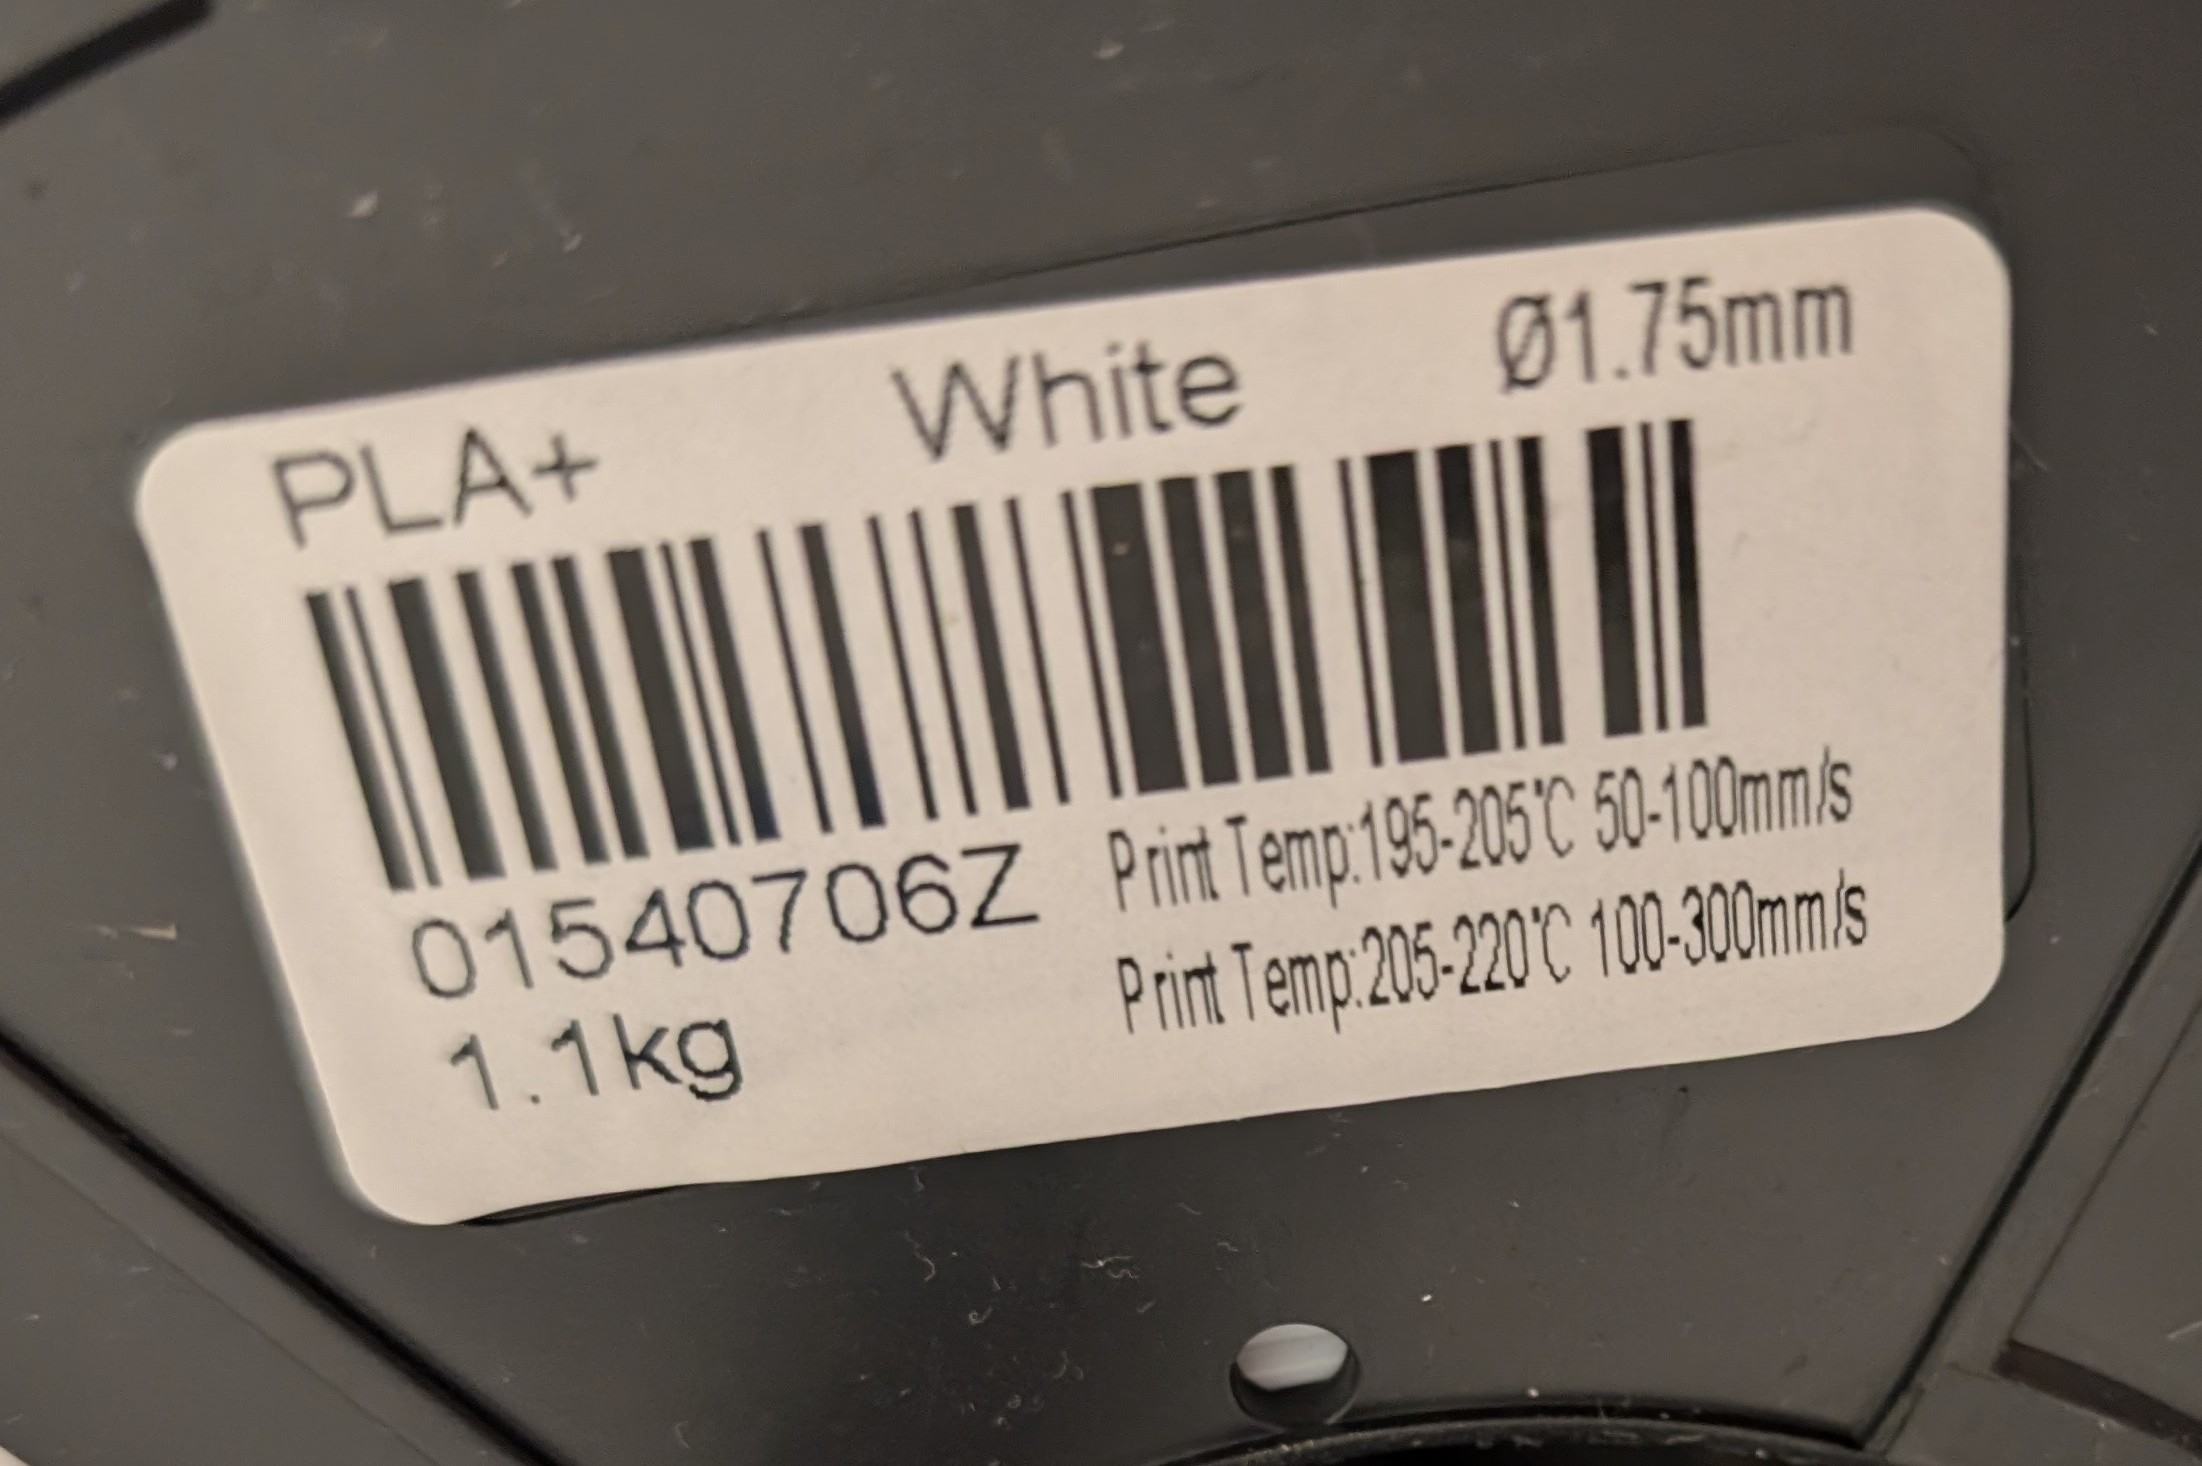 PLA+ White Ø1.75mm
01540706Z
1.1kg
Print Temp:195-205℃ 50-100mm/s
Print Temp:205-220℃ 100-300mm/s